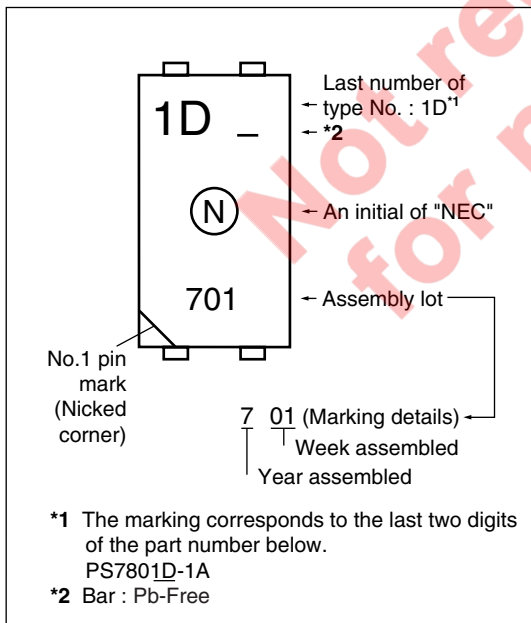 1D _
Last number of
type No. : 1D*1
*2
N
An initial of "NEC"
701
Assembly lot
No.1 pin
mark
(Nicked
corner)
7 01 (Marking details)
Week assembled
Year assembled
*1 The marking corresponds to the last two digits
of the part number below.
PS7801D-1A
*2 Bar : Pb-Free
Not re
for n